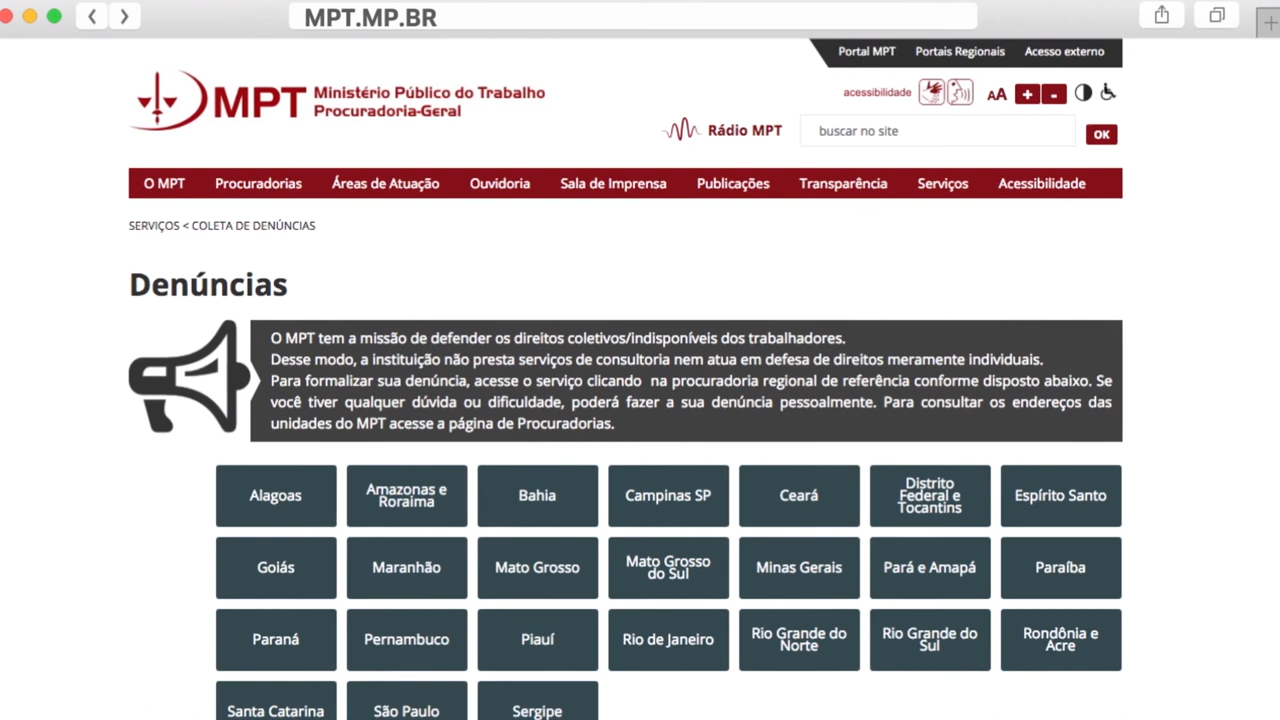 MPT.MP.BR
Portal MPT Portais Regionais Acesso externo
acessibilidade AA + -
MPT Ministério Público do Trabalho
Procuradoria-Geral
Rádio MPT buscar no site OK
O MPT Procuradorias Áreas de Atuação Ouvidoria Sala de Imprensa Publicações Transparência Serviços Acessibilidade
SERVIÇOS < COLETA DE DENÚNCIAS
Denúncias
O MPT tem a missão de defender os direitos coletivos/indisponíveis dos trabalhadores.
Desse modo, a instituição não presta serviços de consultoria nem atua em defesa de direitos meramente individuais.
Para formalizar sua denúncia, acesse o serviço clicando na procuradoria regional de referência conforme disposto abaixo. Se
você tiver qualquer dúvida ou dificuldade, poderá fazer a sua denúncia pessoalmente. Para consultar os endereços das
unidades do MPT acesse a página de Procuradorias.
Alagoas
Amazonas e
Roraima
Bahia
Campinas SP
Ceará
Distrito
Federal e
Tocantins
Espírito Santo
Goiás
Maranhão
Mato Grosso
Mato Grosso
do Sul
Minas Gerais
Pará e Amapá
Paraíba
Paraná
Pernambuco
Piauí
Rio de Janeiro
Rio Grande do
Norte
Rio Grande do
Sul
Rondônia e
Acre
Santa Catarina
São Paulo
Sergipe